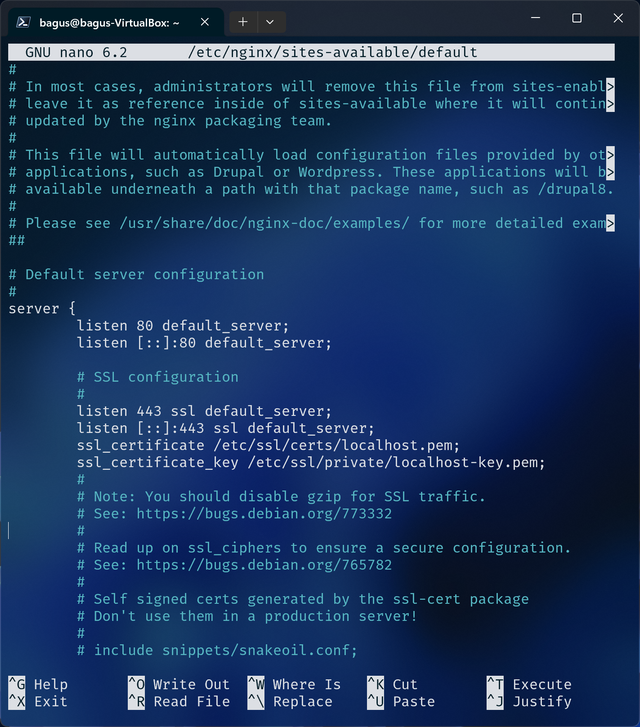 bagus@bagus-VirtualBox: ~
GNU nano 6.2 /etc/nginx/sites-available/default
#
# In most cases, administrators will remove this file from sites-enabl>
# leave it as reference inside of sites-available where it will contin>
# updated by the nginx packaging team.
#
# This file will automatically load configuration files provided by ot>
# applications, such as Drupal or Wordpress. These applications will b>
# available underneath a path with that package name, such as /drupal8.
#
# Please see /usr/share/doc/nginx-doc/examples/ for more detailed exam>
##
# Default server configuration
#
server {
listen 80 default_server;
listen [::]:80 default_server;
# SSL configuration
#
listen 443 ssl default_server;
listen [::]:443 ssl default_server;
ssl_certificate /etc/ssl/certs/localhost.pem;
ssl_certificate_key /etc/ssl/private/localhost-key.pem;
#
# Note: You should disable gzip for SSL traffic.
# See: https://bugs.debian.org/773332
#
# Read up on ssl_ciphers to ensure a secure configuration.
# See: https://bugs.debian.org/765782
#
# Self signed certs generated by the ssl-cert package
# Don't use them in a production server!
#
# include snippets/snakeoil.conf;
^G Help ^O Write Out ^W Where Is ^K Cut ^T Execute
^X Exit ^R Read File ^\ Replace ^U Paste ^J Justify